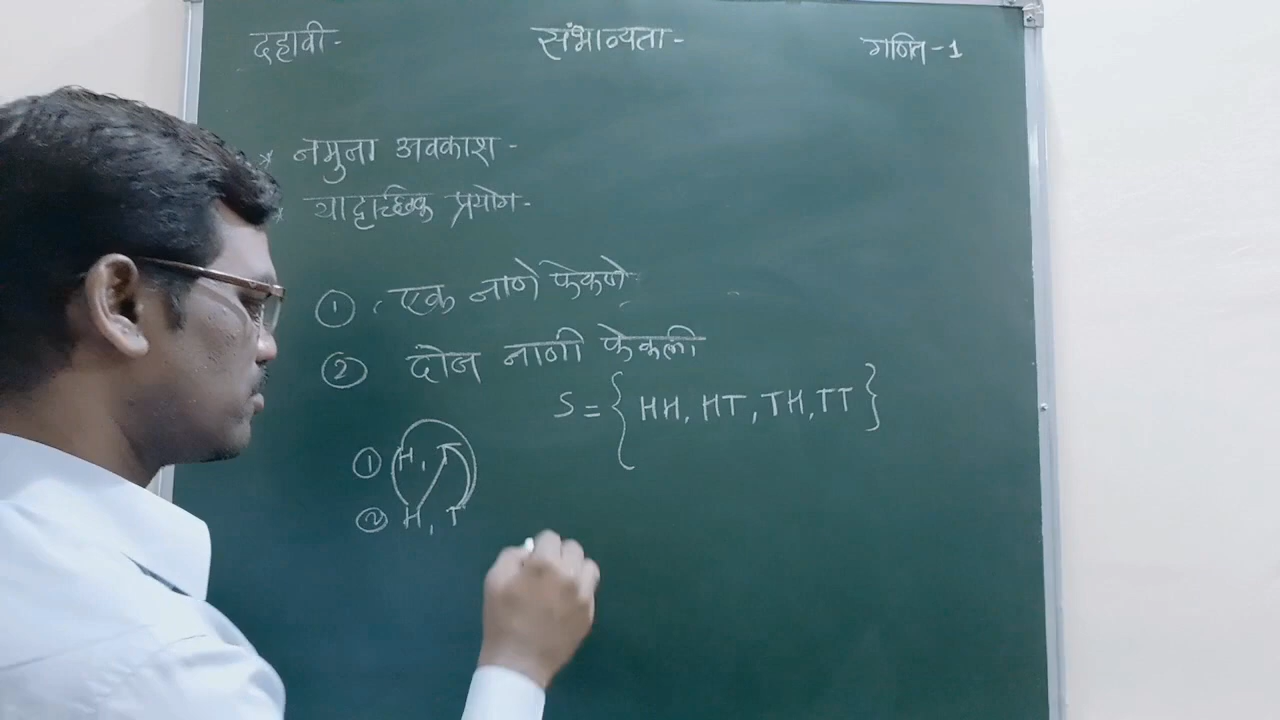 दहावी-
संभाव्यता-
गणित-1
* नमुना अवकाश-
* यादृच्छिक प्रयोग-
① एक नाणे फेकणे
② दोन नाणी फेकली
S = { HH, HT, TH, TT }
① H, T
② H, T